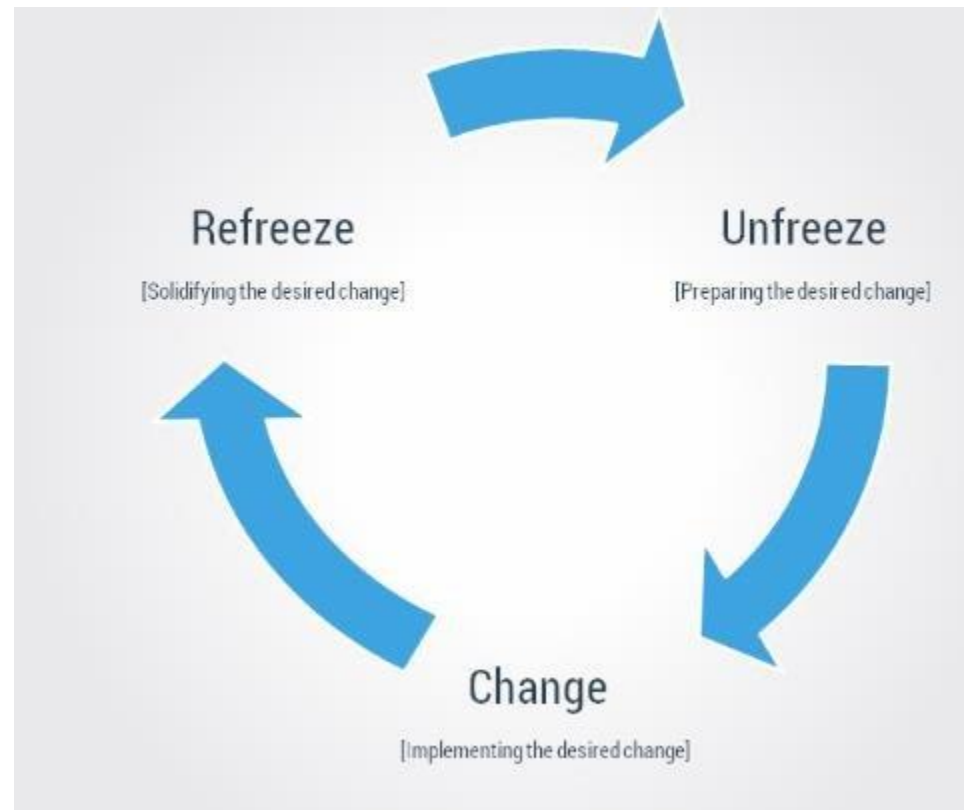 Refreeze
[Solidifying the desired change]
Unfreeze
[Preparing the desired change]
Change
[Implementing the desired change]